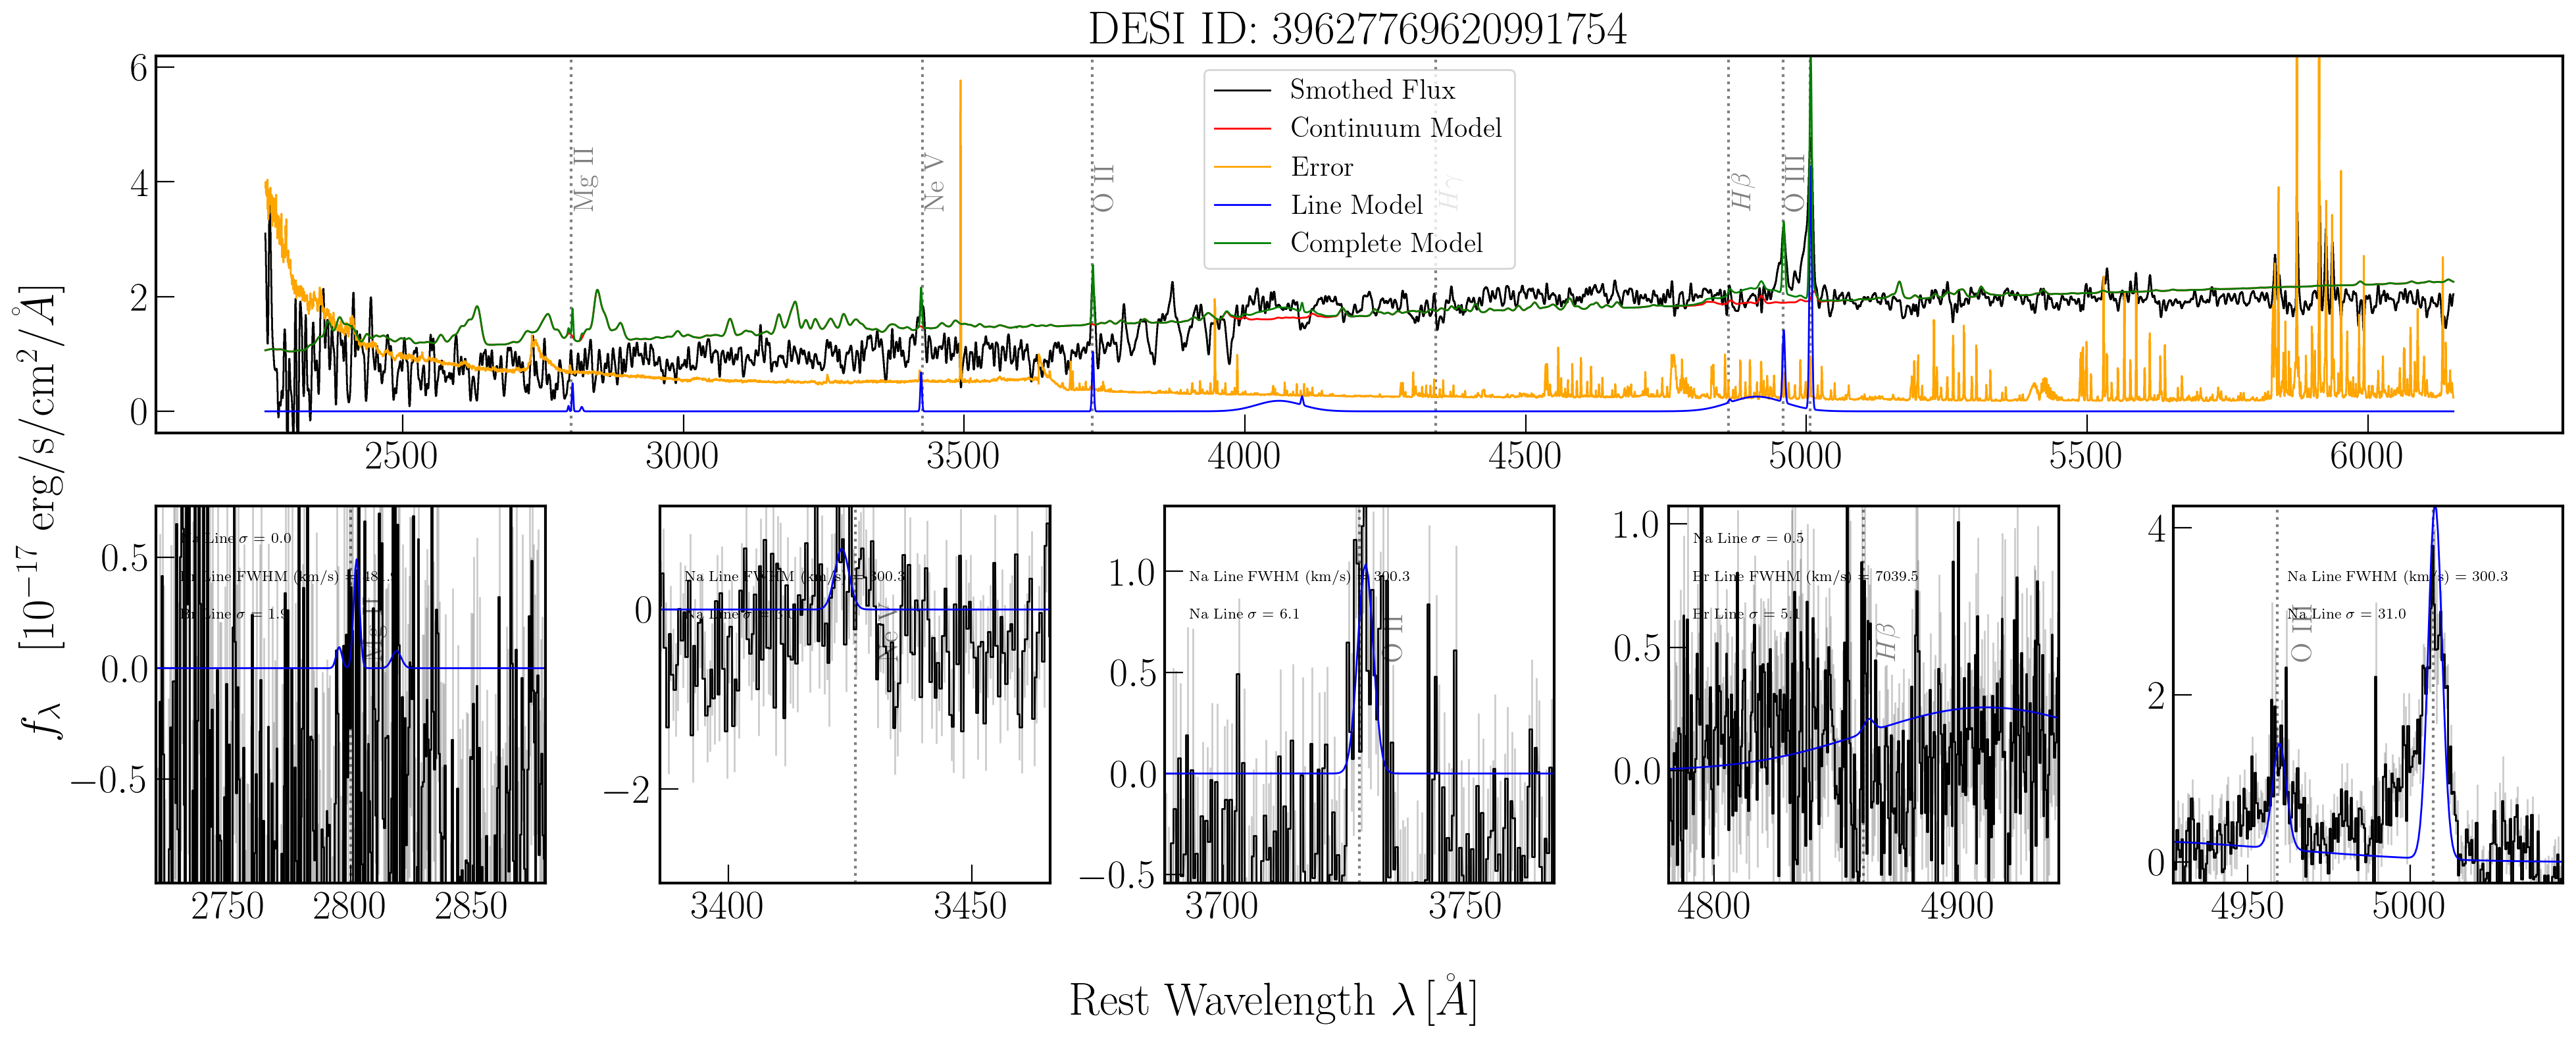 DESI ID: 39627769620991754
6
4
2
0
Mg II
Ne V
O II
Hγ
Hβ
O III
Smothed Flux
Continuum Model
Error
Line Model
Complete Model
2500
3000
3500
4000
4500
5000
5500
6000
f_λ [10^{-17} erg/s/cm^2/Å]
0.5
0.0
−0.5
Na Line σ = 0.0
Br Line σ = 1.9
2750
2800
2850
0
−2
Na Line FWHM (km/s) = 300.3
Ne V
3400
3450
1.0
0.5
0.0
−0.5
Na Line FWHM (km/s) = 300.3
Na Line σ = 6.1
O II
3700
3750
1.0
0.5
0.0
Na Line σ = 0.5
Br Line FWHM (km/s) = 7039.5
Br Line σ = 5.1
Hβ
4800
4900
4
2
0
Na Line FWHM (km/s) = 300.3
Na Line σ = 31.0
O III
4950
5000
Rest Wavelength λ [Å]